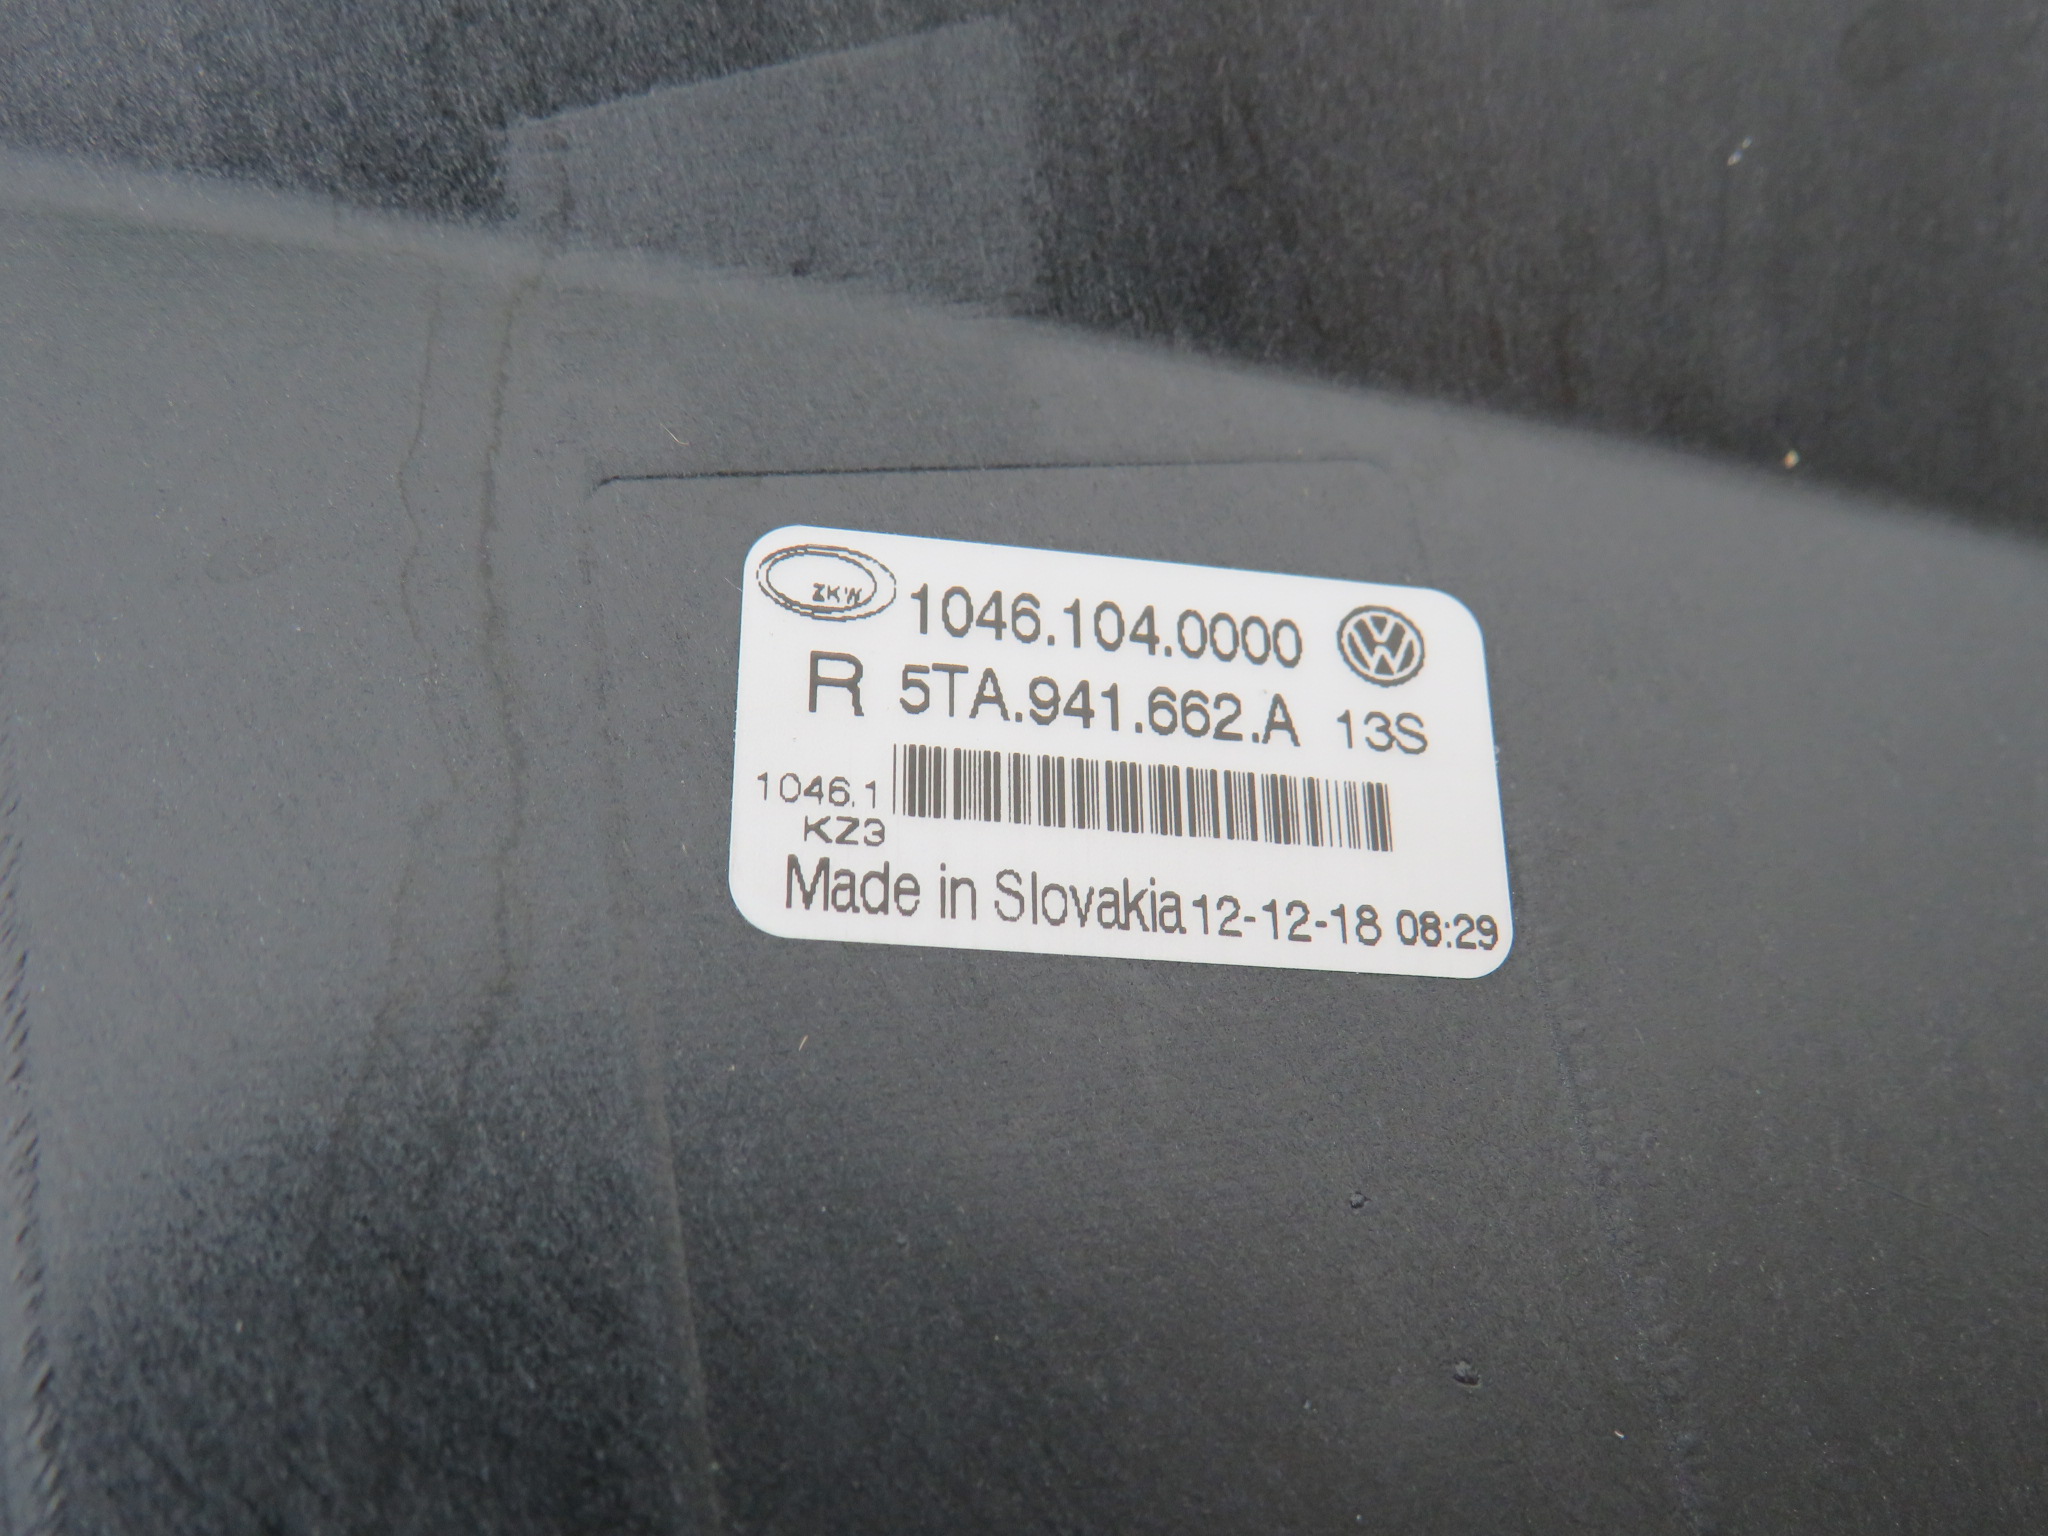 ZKW
1046.104.0000
R 5TA.941.662.A 13S
1046.1
KZ3
Made in Slovakia 12-12-18 08:29